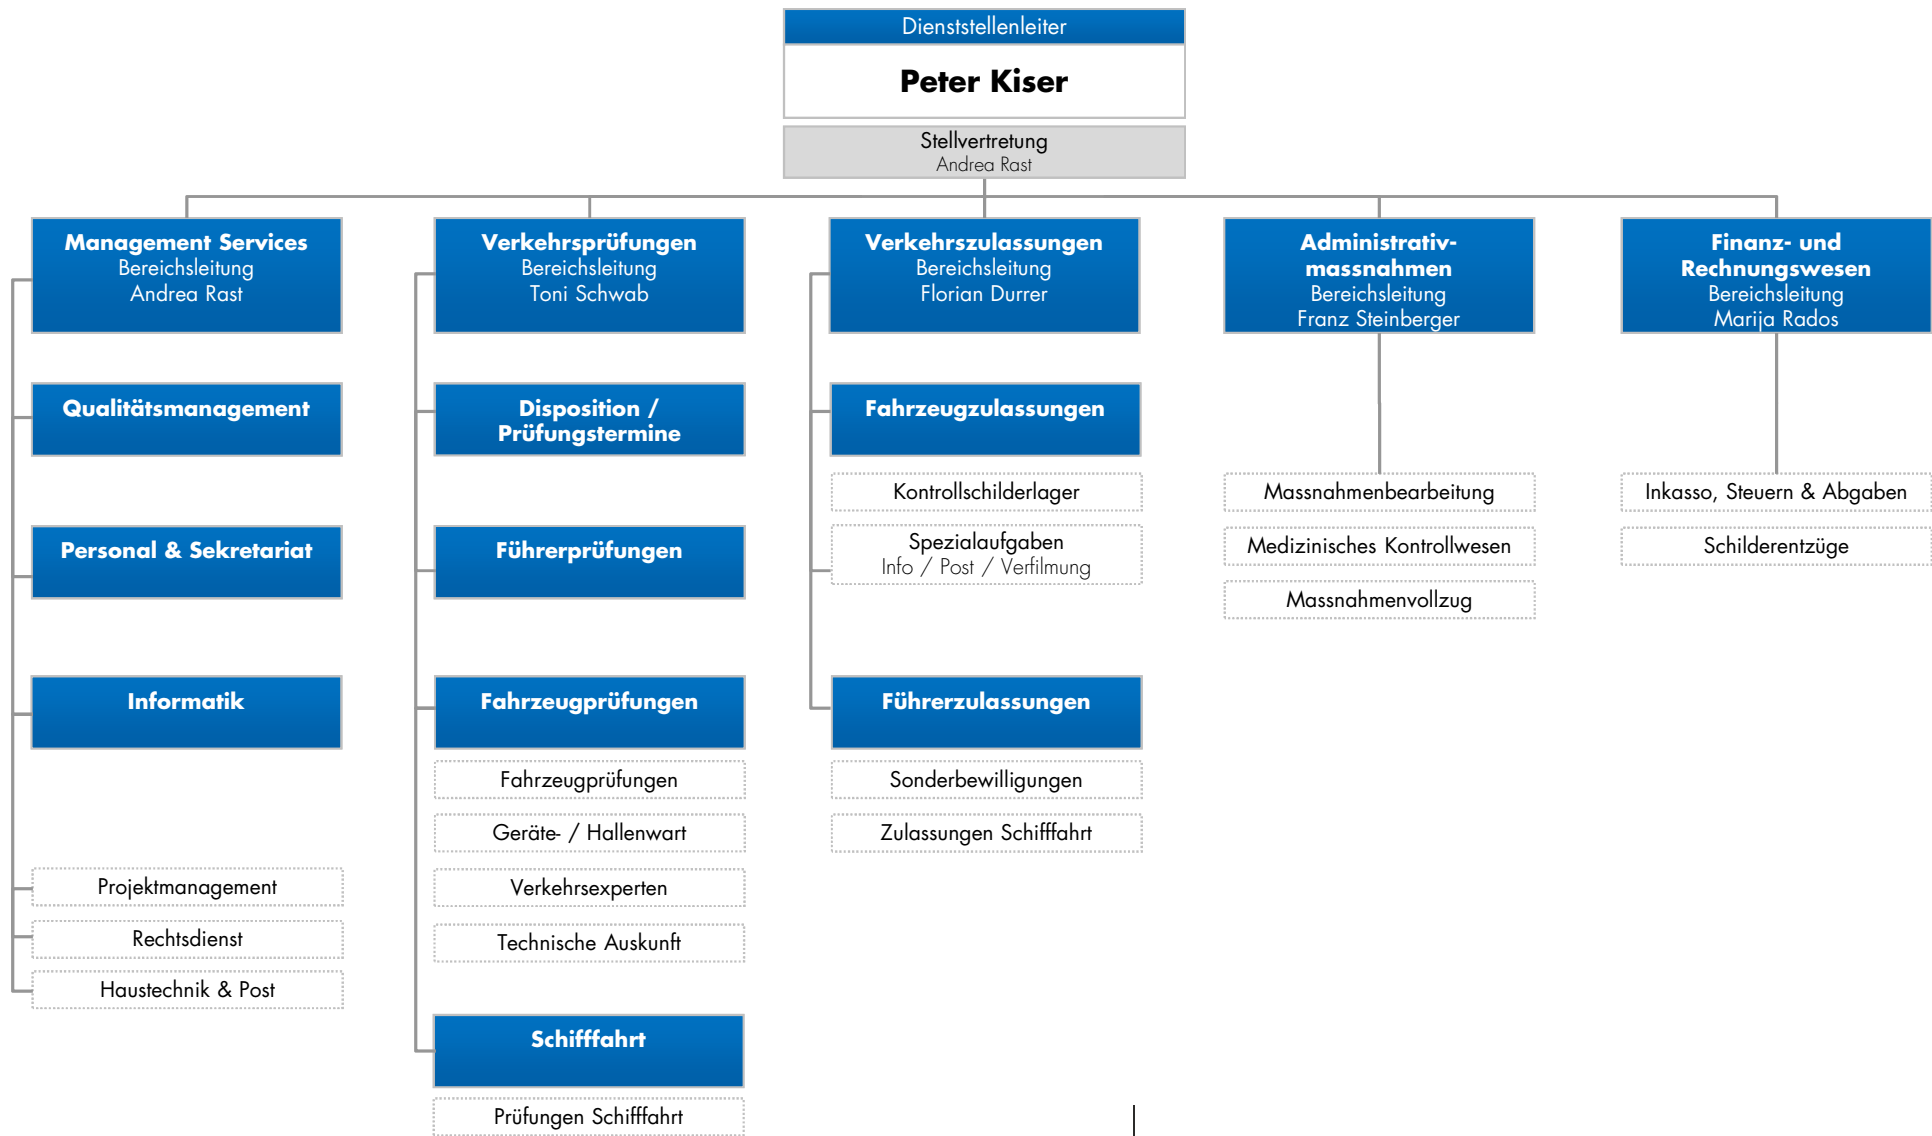 Dienststellenleiter
Peter Kiser
Stellvertretung
Andrea Rast
Management Services
Bereichsleitung
Andrea Rast
Qualitätsmanagement
Personal & Sekretariat
Informatik
Projektmanagement
Rechtsdienst
Haustechnik & Post
Verkehrsprüfungen
Bereichsleitung
Toni Schwab
Disposition /
Prüfungstermine
Führerprüfungen
Fahrzeugprüfungen
Fahrzeugprüfungen
Geräte- / Hallenwart
Verkehrsexperten
Technische Auskunft
Schifffahrt
Prüfungen Schifffahrt
Verkehrszulassungen
Bereichsleitung
Florian Durrer
Fahrzeugzulassungen
Kontrollschilderlager
Spezialaufgaben
Info / Post / Verfilmung
Führerzulassungen
Sonderbewilligungen
Zulassungen Schifffahrt
Administrativ-
massnahmen
Bereichsleitung
Franz Steinberger
Massnahmenbearbeitung
Medizinisches Kontrollwesen
Massnahmenvollzug
Finanz- und
Rechnungswesen
Bereichsleitung
Marija Rados
Inkasso, Steuern & Abgaben
Schilderentzüge